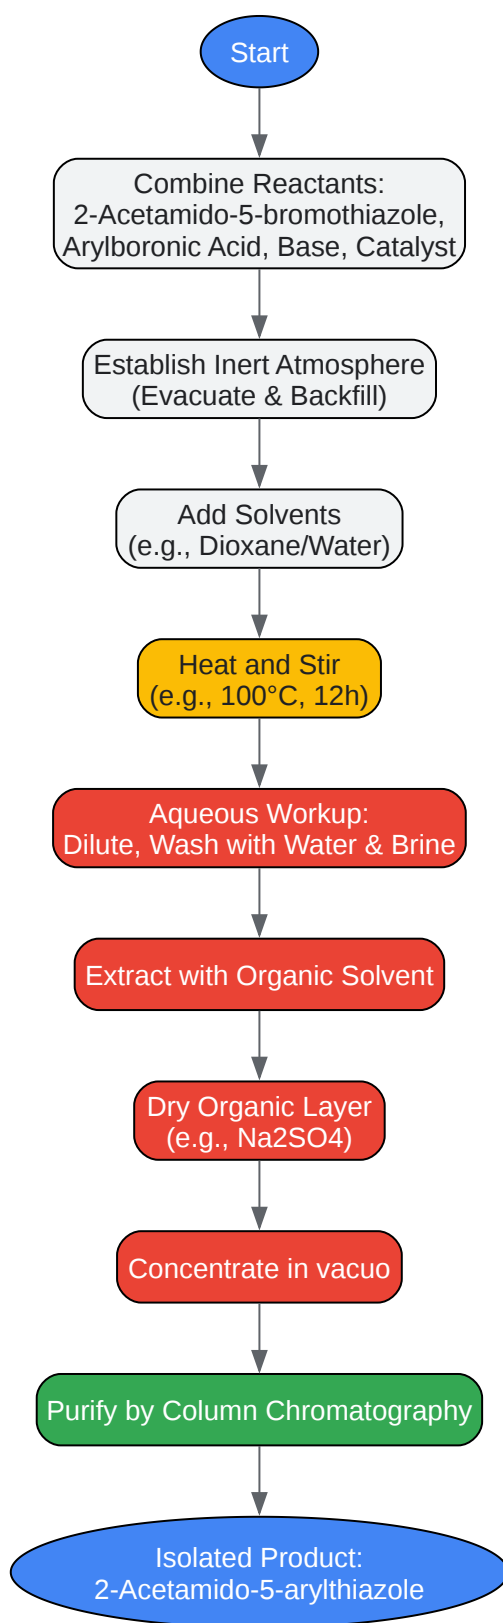 Start
Combine Reactants:
2-Acetamido-5-bromothiazole,
Arylboronic Acid, Base, Catalyst
Establish Inert Atmosphere
(Evacuate & Backfill)
Add Solvents
(e.g., Dioxane/Water)
Heat and Stir
(e.g., 100°C, 12h)
Aqueous Workup:
Dilute, Wash with Water & Brine
Extract with Organic Solvent
Dry Organic Layer
(e.g., Na2SO4)
Concentrate in vacuo
Purify by Column Chromatography
Isolated Product:
2-Acetamido-5-arylthiazole